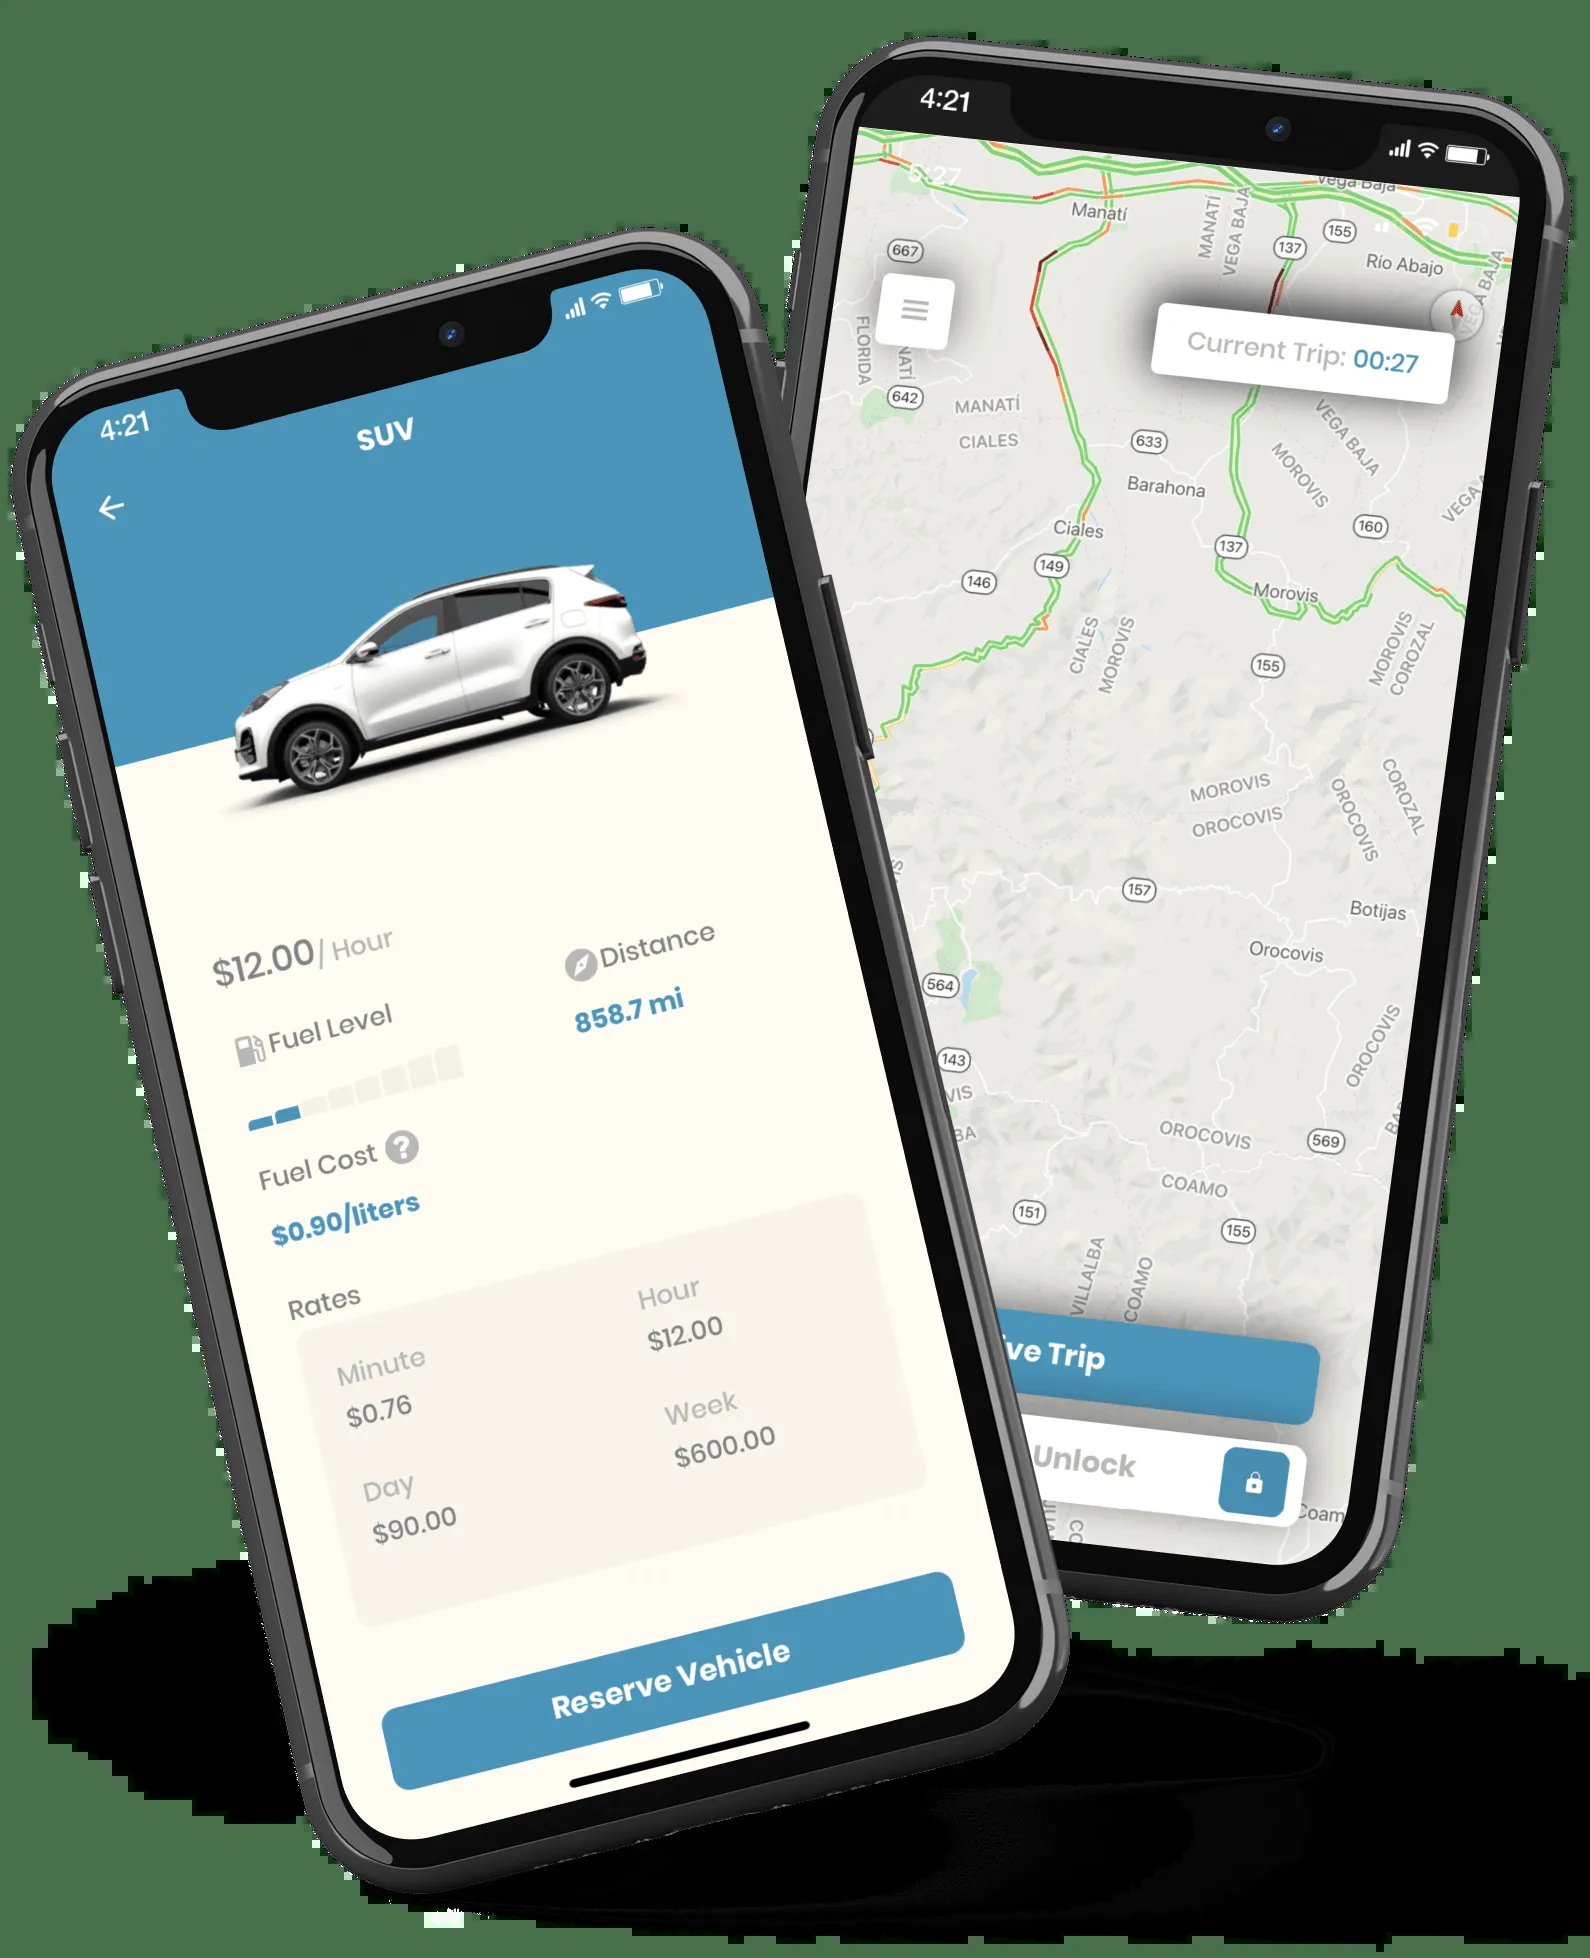 4:21
SUV
$12.00/ Hour
Distance
858.7 mi
Fuel Level
Fuel Cost ?
$0.90/liters
Rates
Minute
$0.76
Hour
$12.00
Day
$90.00
Week
$600.00
Reserve Vehicle
4:21
5:27
Vega Baja
Manatí
MANATÍ
VEGA BAJA
155
137
667
Río Abajo
VEGA BAJA
Current Trip: 00:27
FLORIDA
642
MANATÍ
CIALES
VEGA BAJA
MOROVIS
633
Barahona
160
Ciales
137
149
146
Morovis
CIALES
MOROVIS
MOROVIS
COROZAL
155
MOROVIS
OROCOVIS
OROCOVIS
COROZAL
157
Botijas
Orocovis
564
OROCOVIS
143
OROCOVIS
569
COAMO
151
155
VILLALBA
COAMO
Trip
Unlock